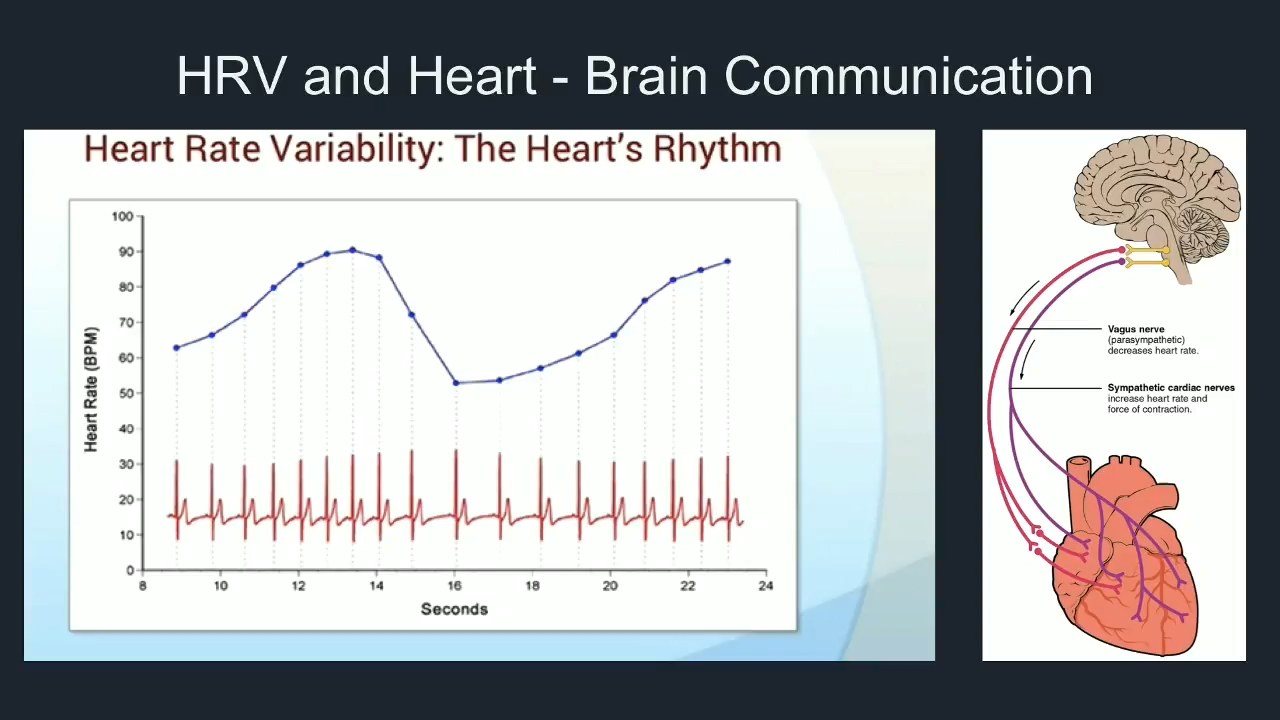 HRV and Heart - Brain Communication
Heart Rate Variability: The Heart's Rhythm
100
90
80
70
60
50
40
30
20
10
0
Heart Rate (BPM)
8 10 12 14 16 18 20 22 24
Seconds
Vagus nerve
(parasympathetic)
decreases heart rate.
Sympathetic cardiac nerves
increase heart rate and
force of contraction.